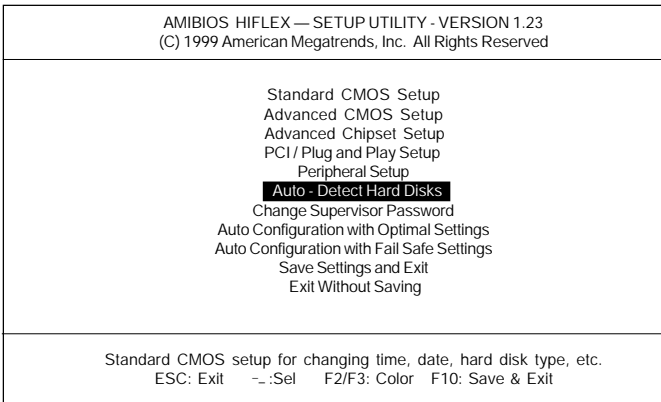 AMIBIOS HIFLEX — SETUP UTILITY - VERSION 1.23
(C) 1999 American Megatrends, Inc. All Rights Reserved
Standard CMOS Setup
Advanced CMOS Setup
Advanced Chipset Setup
PCI / Plug and Play Setup
Peripheral Setup
Auto - Detect Hard Disks
Change Supervisor Password
Auto Configuration with Optimal Settings
Auto Configuration with Fail Safe Settings
Save Settings and Exit
Exit Without Saving
Standard CMOS setup for changing time, date, hard disk type, etc.
ESC: Exit -_ :Sel F2/F3: Color F10: Save & Exit